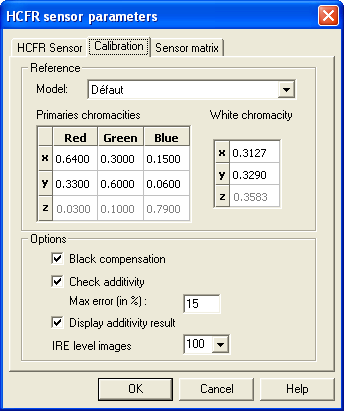 HCFR sensor parameters
HCFR Sensor Calibration Sensor matrix
Reference
Model: Défaut
Primaries chromacities White chromacity
Red Green Blue
x 0.6400 0.3000 0.1500 x 0.3127
y 0.3300 0.6000 0.0600 y 0.3290
z 0.0300 0.1000 0.7900 z 0.3583
Options
Black compensation
Check additivity
Max error (in %) : 15
Display additivity result
IRE level images 100
OK Cancel Help